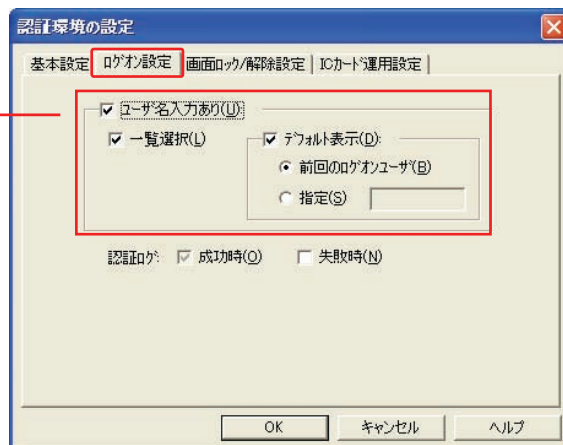 認証環境の設定
基本設定 ログオン設定 画面ロック/解除設定 ICカード運用設定
ユーザ名入力あり(U):
一覧選択(L) デフォルト表示(D):
前回のログオンユーザ(B)
指定(S)
認証ログ: 成功時(O) 失敗時(N)
OK キャンセル ヘルプ